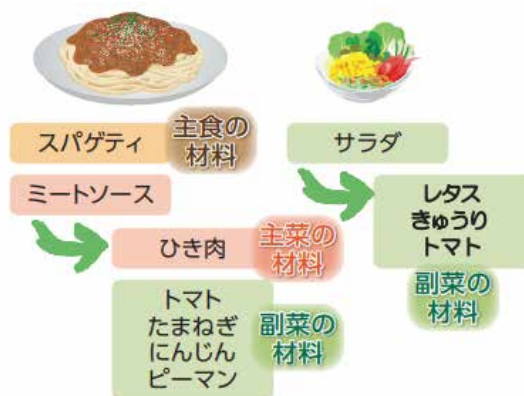 スパゲティ
主食の
材料
ミートソース
ひき肉
主菜の
材料
トマト
たまねぎ
にんじん
ピーマン
副菜の
材料
サラダ
レタス
きゅうり
トマト
副菜の
材料